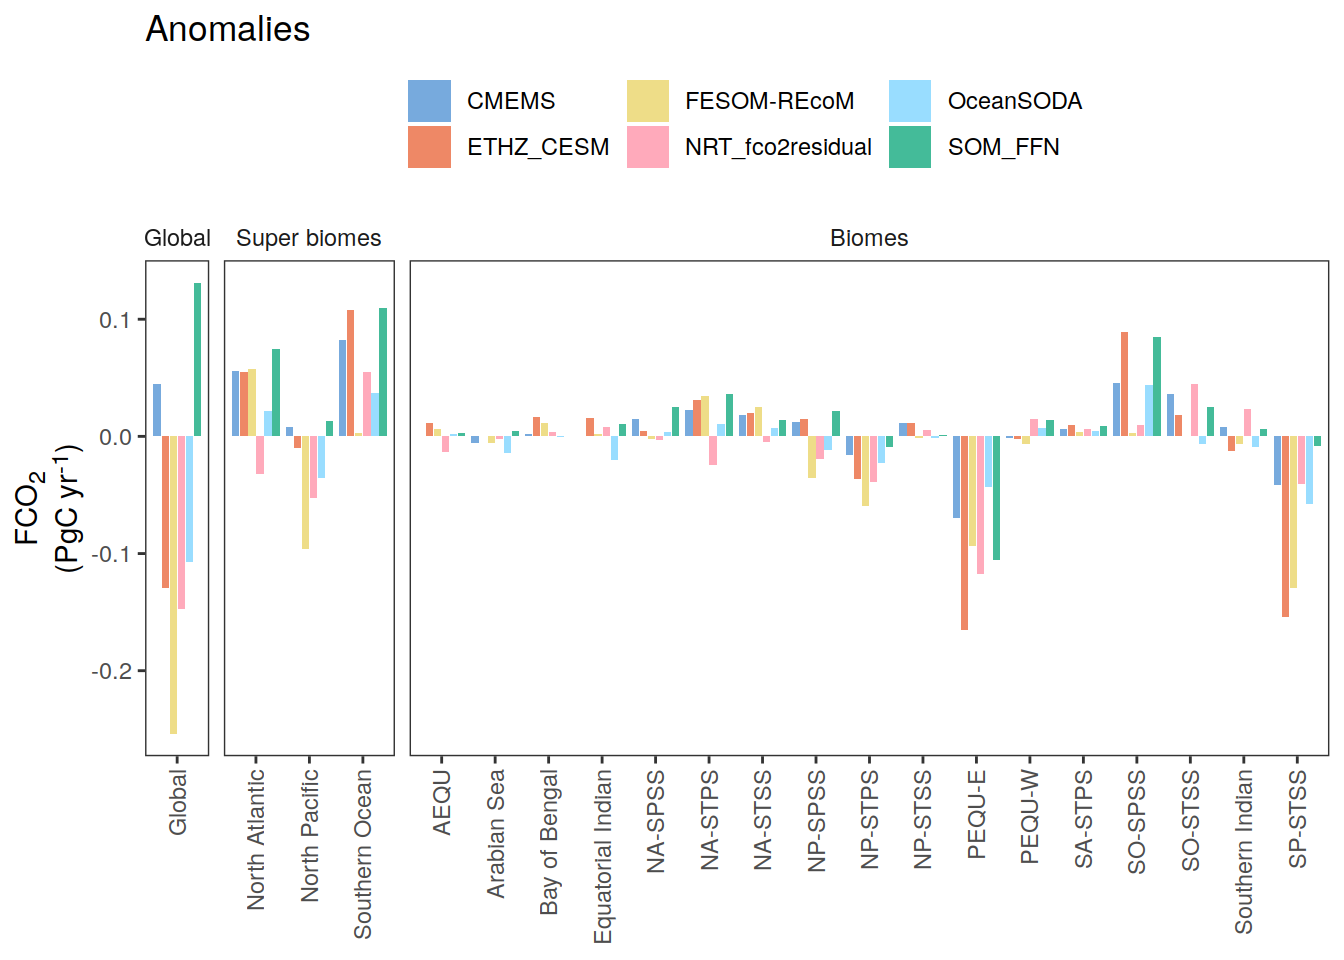 Anomalies
CMEMS
FESOM-REcoM
OceanSODA
ETHZ_CESM
NRT_fco2residual
SOM_FFN
Global
Super biomes
Biomes
FCO2
(PgC yr-1)
0.1
0.0
-0.1
-0.2
Global
North Atlantic
North Pacific
Southern Ocean
AEQU
Arabian Sea
Bay of Bengal
Equatorial Indian
NA-SPSS
NA-STPS
NA-STSS
NP-SPSS
NP-STPS
NP-STSS
PEQU-E
PEQU-W
SA-STPS
SO-SPSS
SO-STSS
Southern Indian
SP-STSS